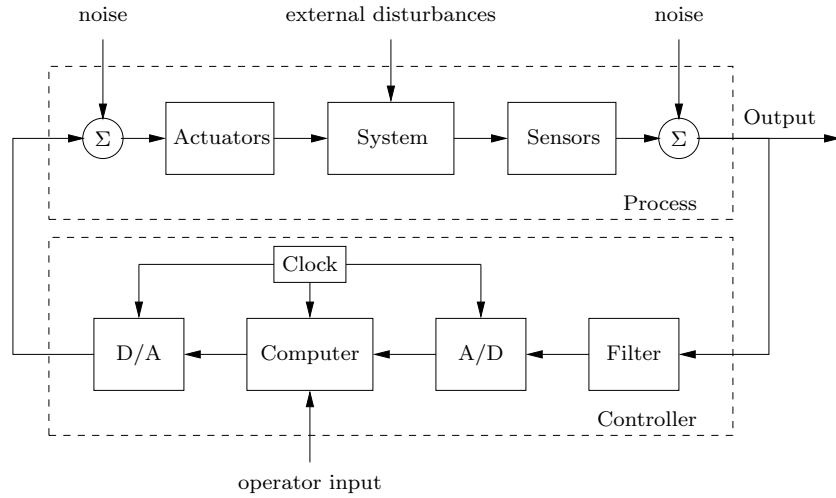 noise
external disturbances
noise
Output
Σ
Actuators
System
Sensors
Σ
Process
Clock
D/A
Computer
A/D
Filter
Controller
operator input